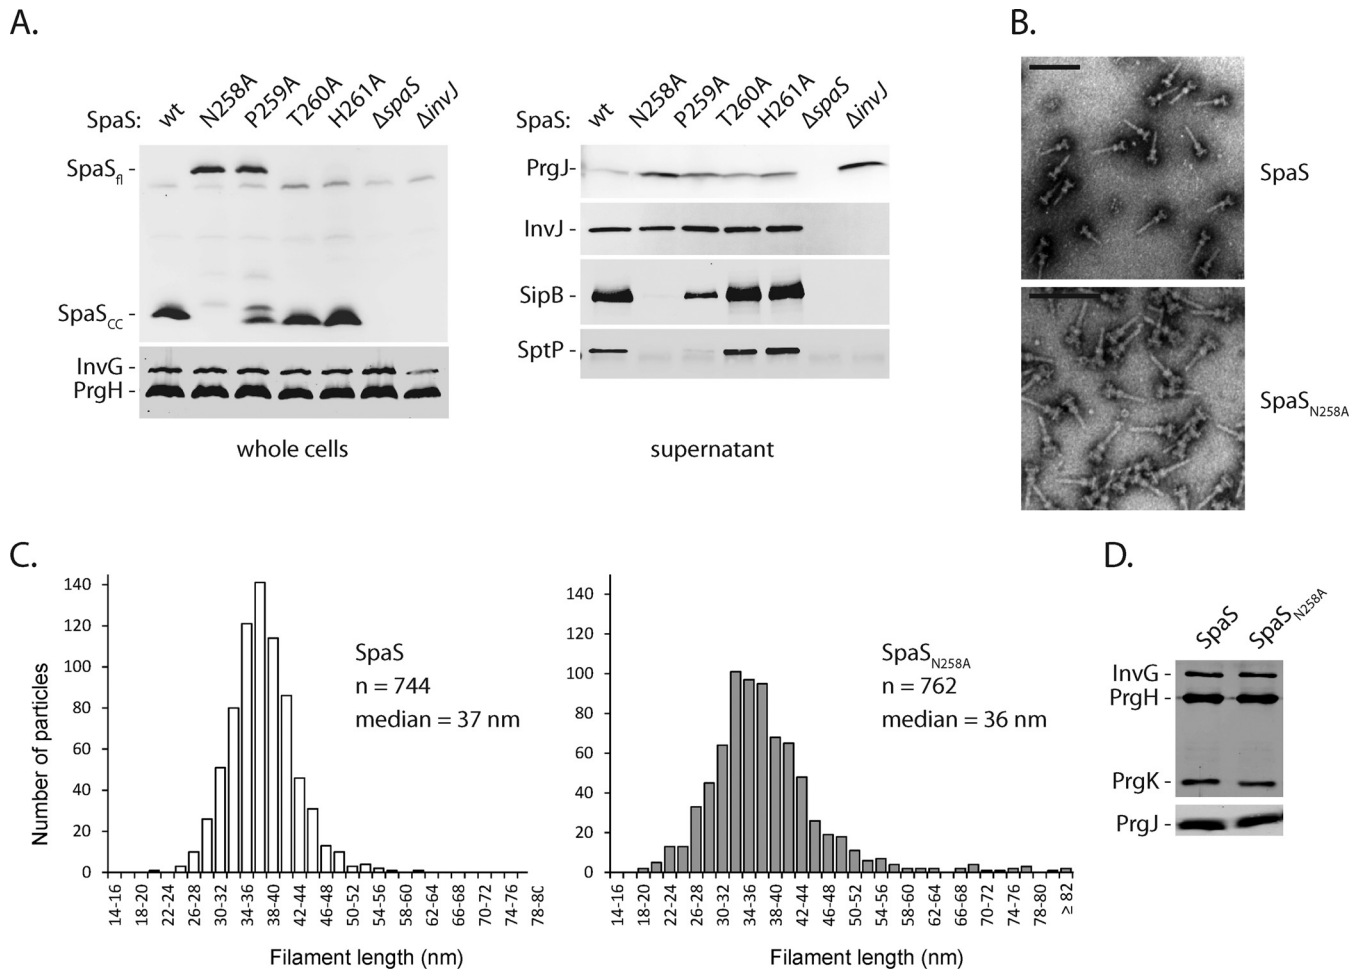 A.
SpaS: wt N258A P259A T260A H261A ΔspaS ΔinvJ
SpaSfl
SpaSCC -
InvG -
PrgH -
whole cells
SpaS: wt N258A P259A T260A H261A ΔspaS ΔinvJ
PrgJ-
InvJ -
SipB -
SptP -
supernatant
B.
SpaS
SpaSN258A
C.
Number of particles
140
120
100
80
60
40
20
0
SpaS
n = 744
median = 37 nm
14-16 18-20 22-24 26-28 30-32 34-36 38-40 42-44 46-48 50-52 54-56 58-60 62-64 66-68 70-72 74-76 78-80
Filament length (nm)
140
120
100
80
60
40
20
0
SpaSN258A
n = 762
median = 36 nm
14-16 18-20 22-24 26-28 30-32 34-36 38-40 42-44 46-48 50-52 54-56 58-60 62-64 66-68 70-72 74-76 78-80 ≥ 82
Filament length (nm)
D.
SpaS SpaSN258A
InvG -
PrgH -
PrgK -
PrgJ -